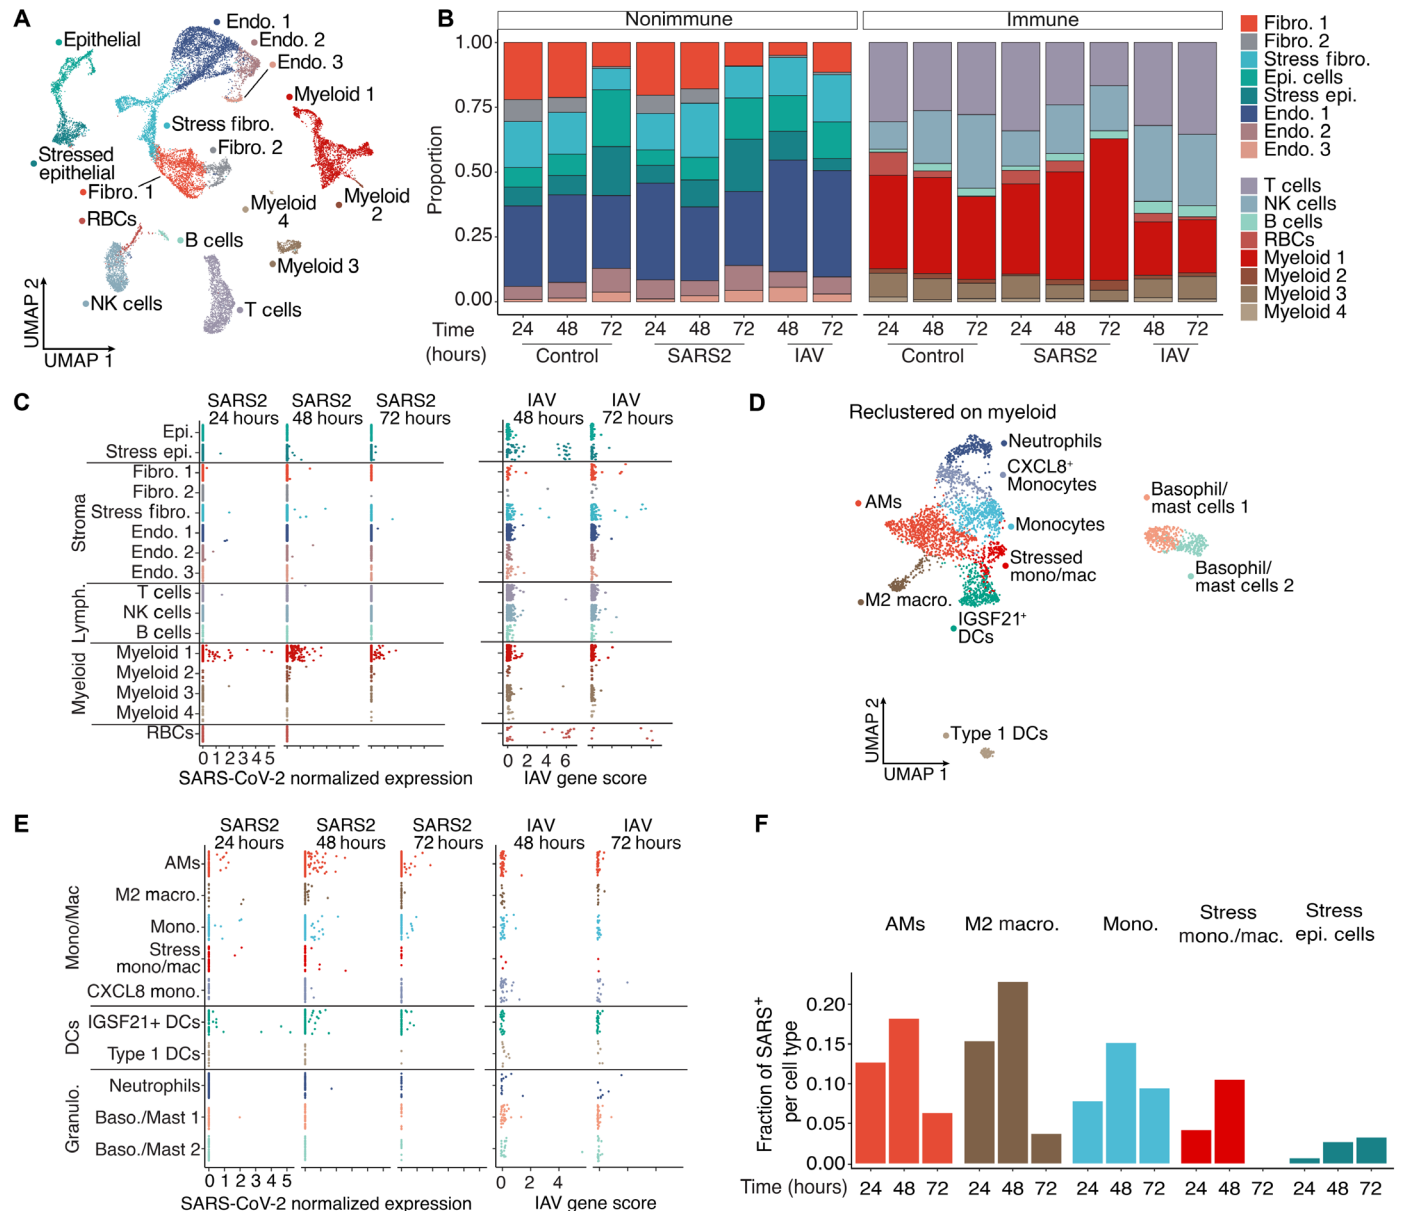 A
Endo. 1
Endo. 2
Endo. 3
Epithelial
Myeloid 1
Stress fibro.
Fibro. 2
Stressed
epithelial
Fibro. 1
Myeloid
2
Myeloid
4
RBCs
B cells
Myeloid 3
NK cells
T cells
UMAP 2
UMAP 1
B
Nonimmune
Immune
Proportion
1.00
0.75
0.50
0.25
0.00
Time
(hours)
24 48 72 24 48 72 48 72
Control SARS2 IAV
24 48 72 24 48 72 48 72
Control SARS2 IAV
Fibro. 1
Fibro. 2
Stress fibro.
Epi. cells
Stress epi.
Endo. 1
Endo. 2
Endo. 3
T cells
NK cells
B cells
RBCs
Myeloid 1
Myeloid 2
Myeloid 3
Myeloid 4
C
SARS2
24 hours
SARS2
48 hours
SARS2
72 hours
IAV
48 hours
IAV
72 hours
Epi.
Stress epi.
Stroma
Fibro. 1
Fibro. 2
Stress fibro.
Endo. 1
Endo. 2
Endo. 3
Lymph.
T cells
NK cells
B cells
Myeloid
Myeloid 1
Myeloid 2
Myeloid 3
Myeloid 4
RBCs
0 1 2 3 4 5
SARS-CoV-2 normalized expression
0 2 4 6
IAV gene score
D
Reclustered on myeloid
Neutrophils
CXCL8+
Monocytes
AMs
Monocytes
Stressed
mono/mac
M2 macro.
IGSF21+
DCs
Basophil/
mast cells 1
Basophil/
mast cells 2
Type 1 DCs
UMAP 2
UMAP 1
E
SARS2
24 hours
SARS2
48 hours
SARS2
72 hours
IAV
48 hours
IAV
72 hours
Mono/Mac
AMs
M2 macro.
Mono.
Stress
mono/mac
CXCL8 mono.
DCs
IGSF21+ DCs
Type 1 DCs
Granulo.
Neutrophils
Baso./Mast 1
Baso./Mast 2
0 1 2 3 4 5
SARS-CoV-2 normalized expression
0 2 4
IAV gene score
F
AMs
M2 macro.
Mono.
Stress
mono./mac.
Stress
epi. cells
Fraction of SARS+
per cell type
0.20
0.15
0.10
0.05
0.00
Time (hours) 24 48 72 24 48 72 24 48 72 24 48 72 24 48 72